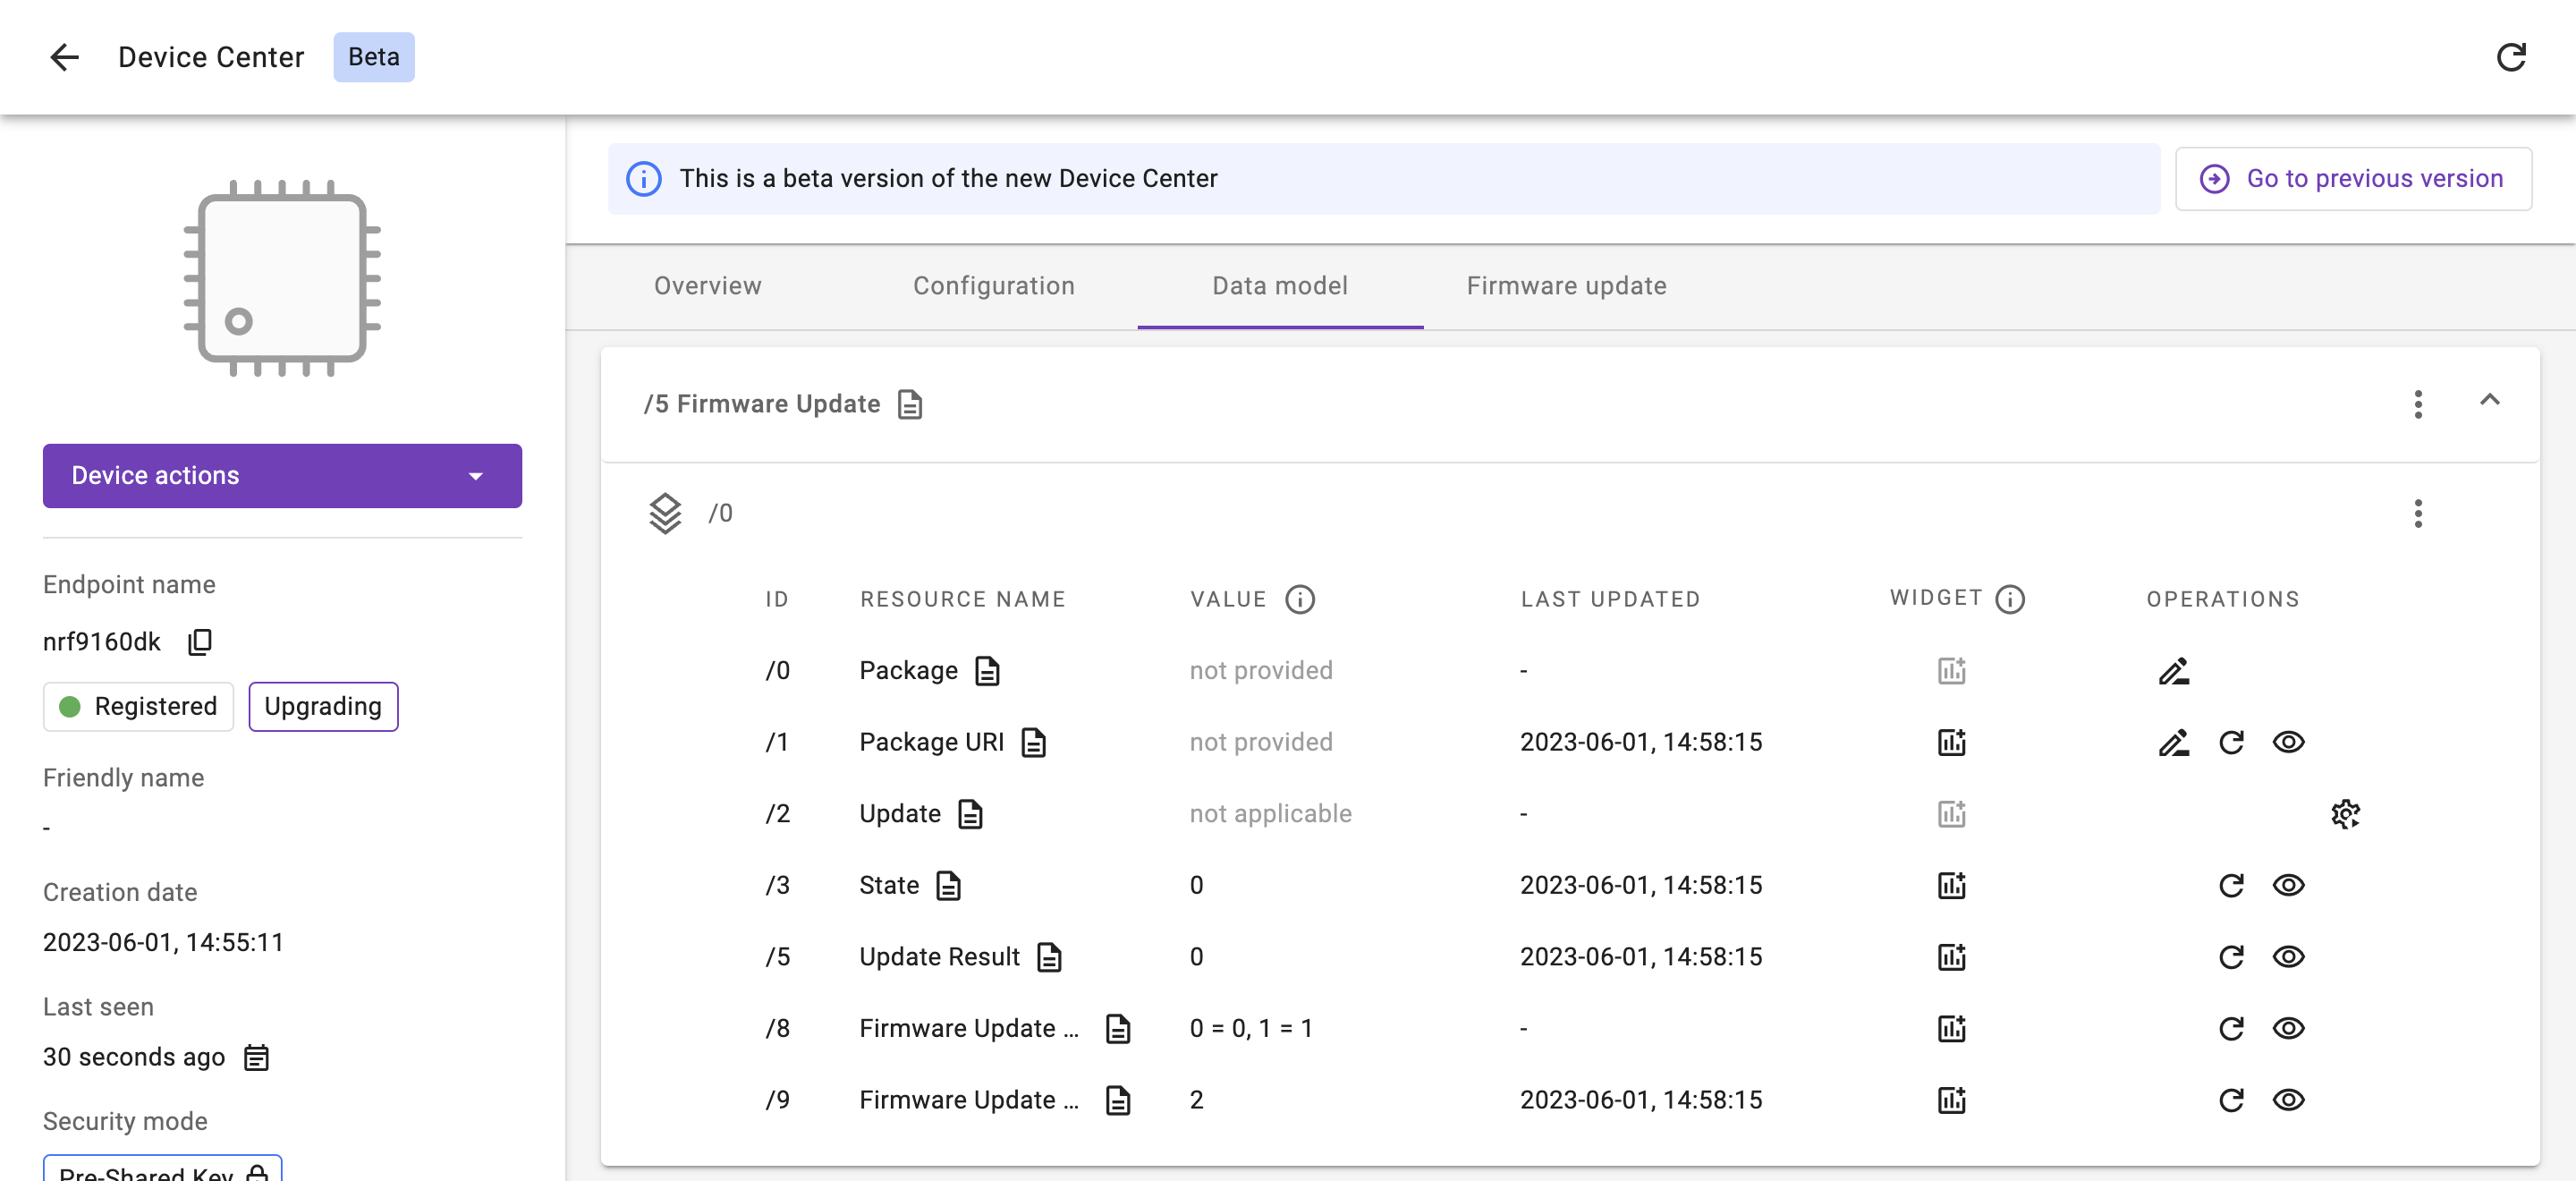 Device Center Beta
This is a beta version of the new Device Center
Go to previous version
Overview Configuration Data model Firmware update
Device actions
Endpoint name
nrf9160dk
Registered Upgrading
Friendly name
-
Creation date
2023-06-01, 14:55:11
Last seen
30 seconds ago
Security mode
Pre-Shared Key
/5 Firmware Update
/0
ID RESOURCE NAME VALUE LAST UPDATED WIDGET OPERATIONS
/0 Package not provided -
/1 Package URI not provided 2023-06-01, 14:58:15
/2 Update not applicable -
/3 State 0 2023-06-01, 14:58:15
/5 Update Result 0 2023-06-01, 14:58:15
/8 Firmware Update ... 0 = 0, 1 = 1 -
/9 Firmware Update ... 2 2023-06-01, 14:58:15